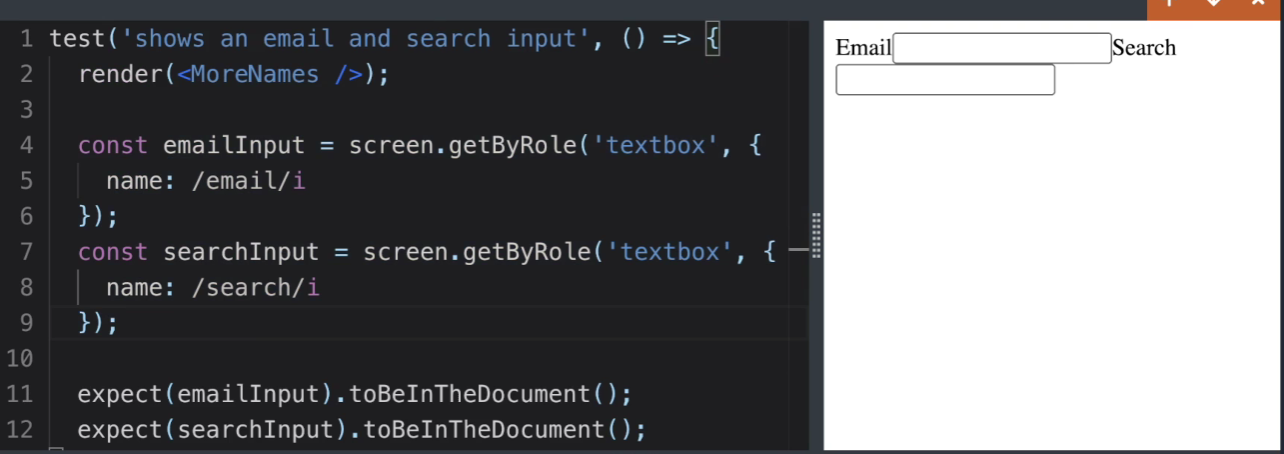 1 test('shows an email and search input', () => {
2   render(<MoreNames />);
3
4   const emailInput = screen.getByRole('textbox', {
5     name: /email/i
6   });
7   const searchInput = screen.getByRole('textbox', {
8     name: /search/i
9   });
10
11   expect(emailInput).toBeInTheDocument();
12   expect(searchInput).toBeInTheDocument();
Email Search